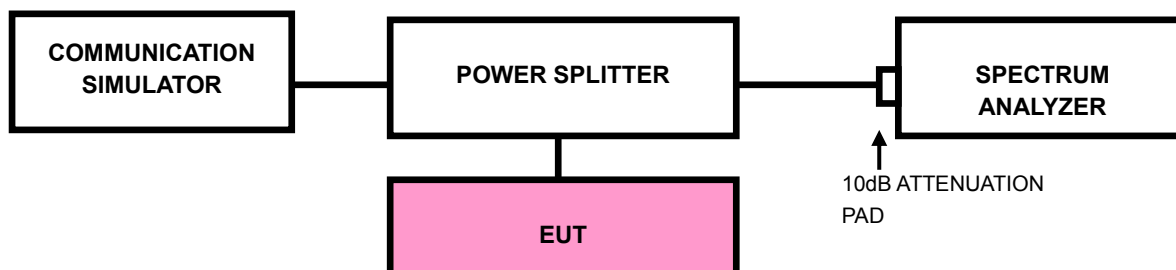 COMMUNICATION
SIMULATOR
POWER SPLITTER
SPECTRUM
ANALYZER
10dB ATTENUATION
PAD
EUT